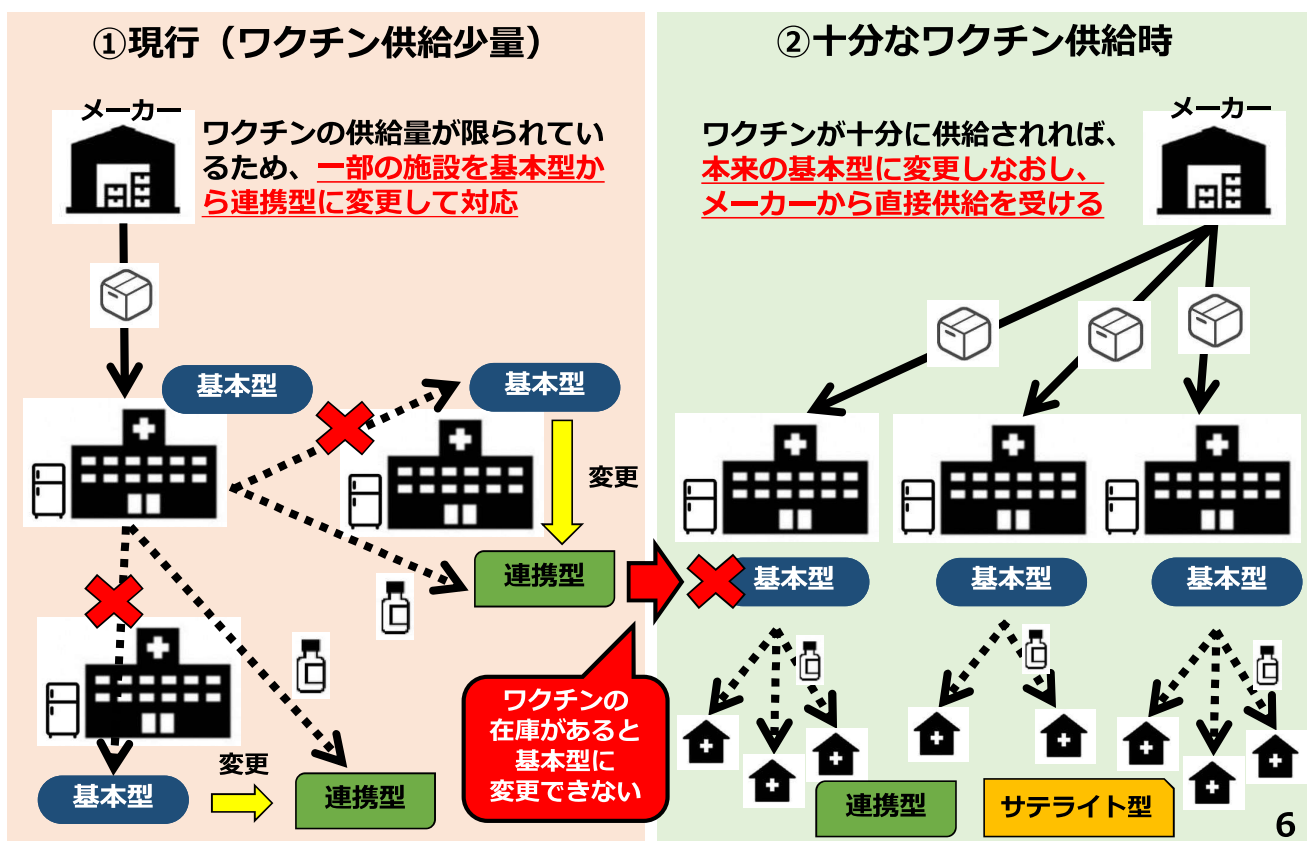 ①現行（ワクチン供給少量）
メーカー
ワクチンの供給量が限られてい
るため、一部の施設を基本型か
ら連携型に変更して対応
基本型
基本型
変更
連携型
基本型
変更
連携型
ワクチンの
在庫があると
基本型に
変更できない
②十分なワクチン供給時
メーカー
ワクチンが十分に供給されれば、
本来の基本型に変更しなおし、
メーカーから直接供給を受ける
基本型
基本型
基本型
連携型
サテライト型
6